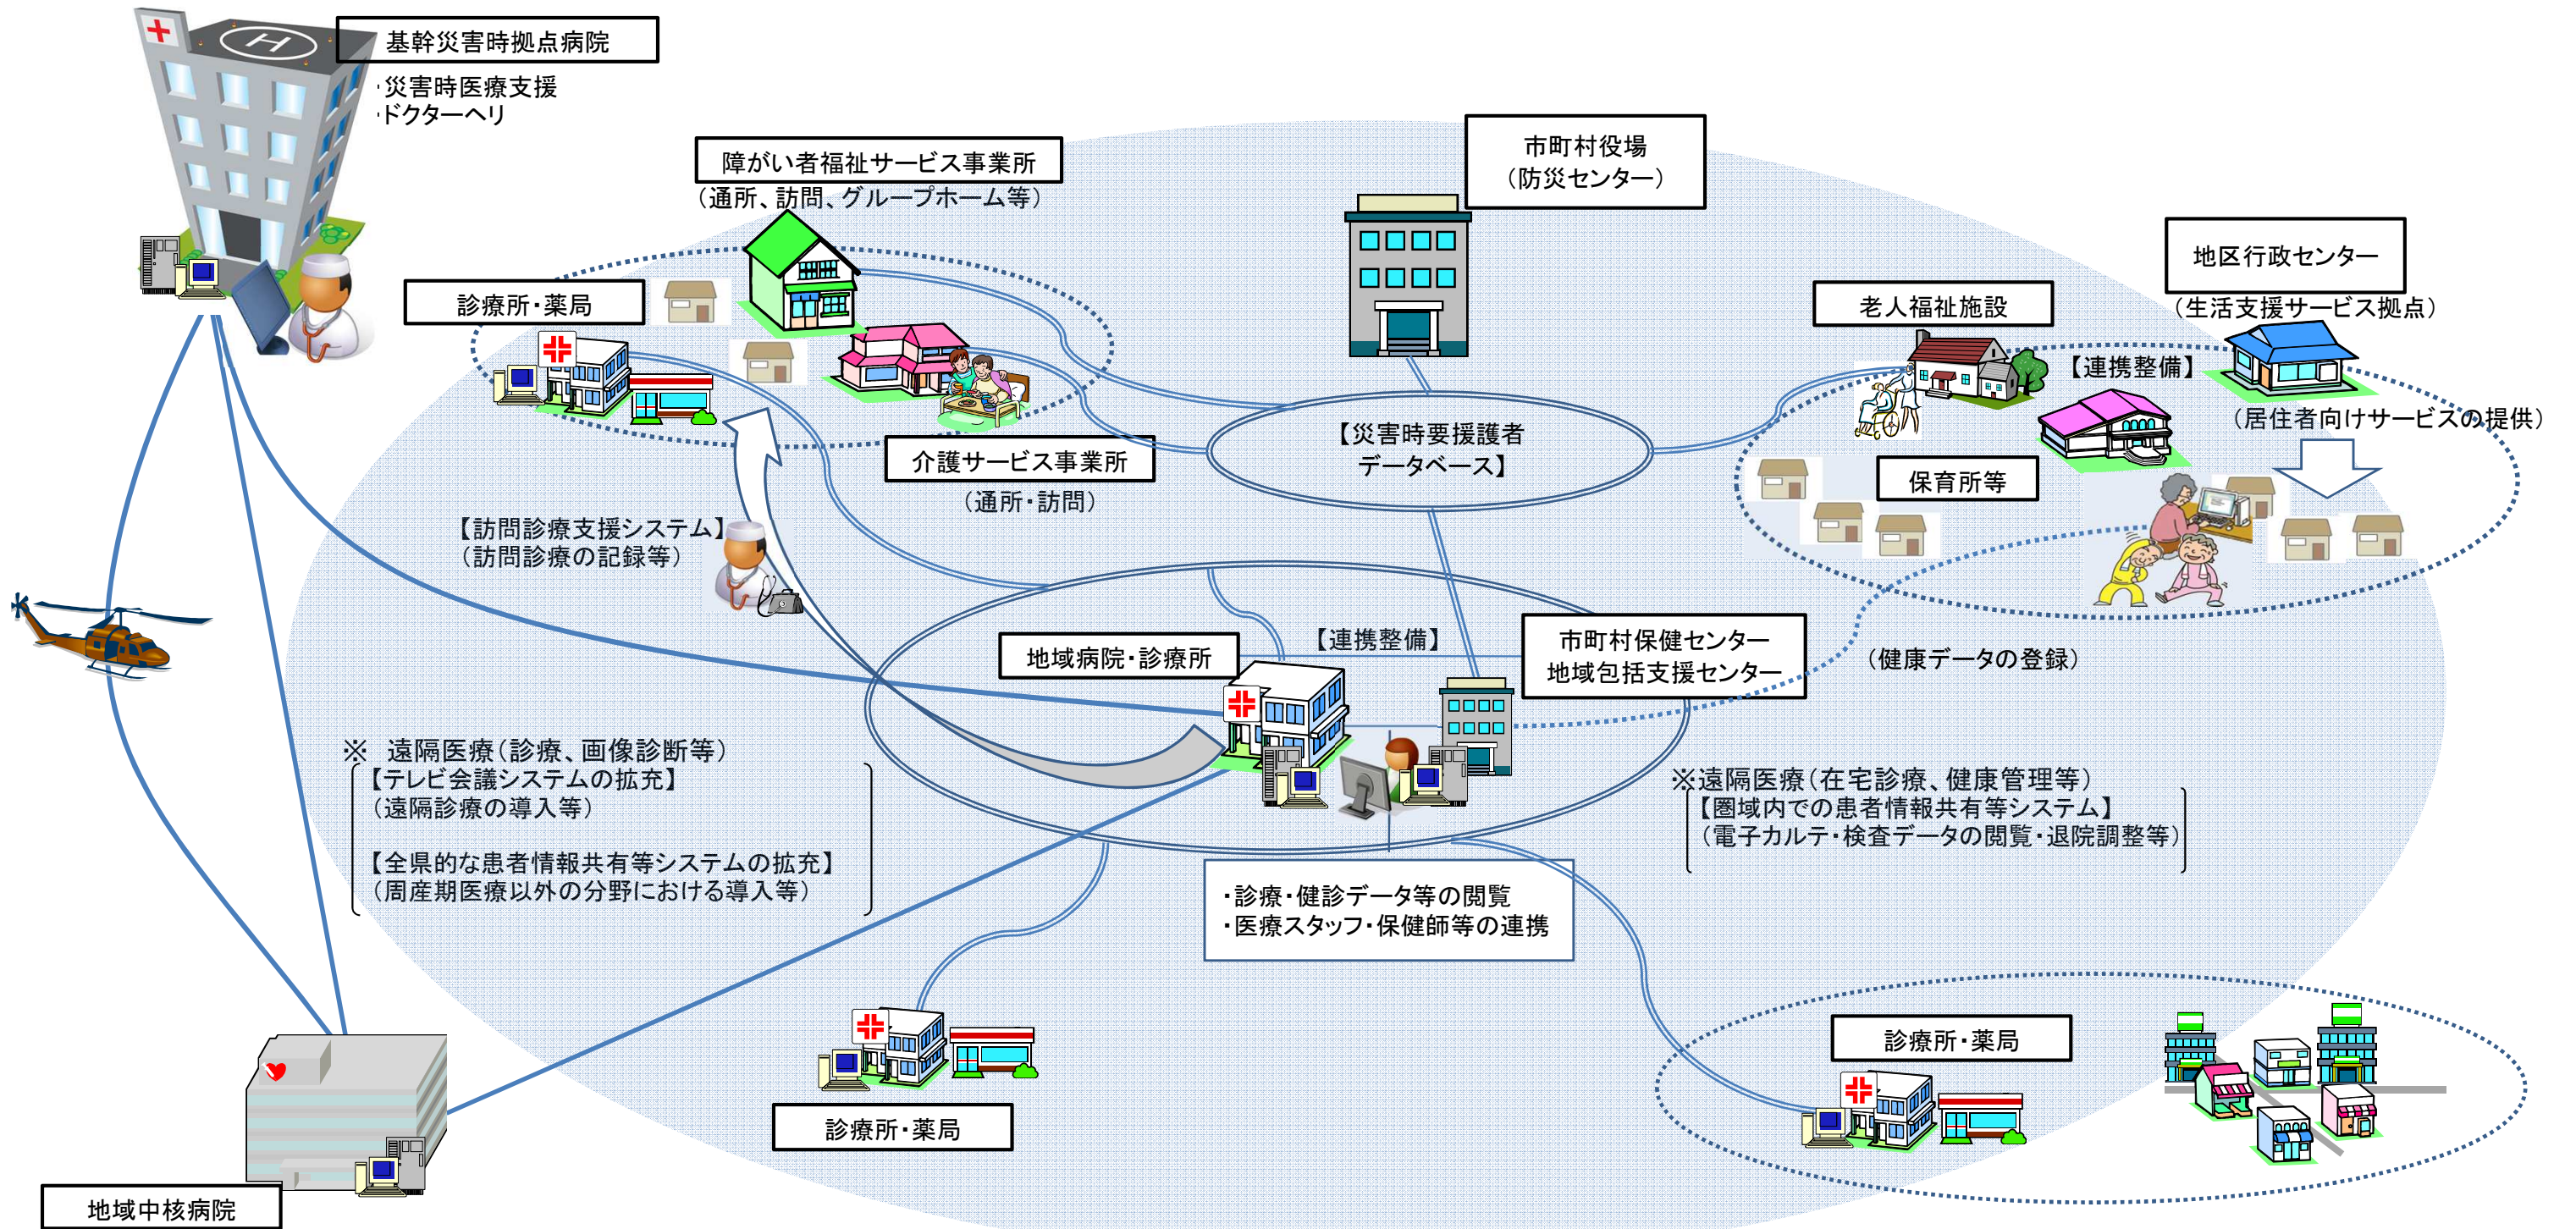 基幹災害時拠点病院
・災害時医療支援
・ドクターヘリ
障がい者福祉サービス事業所
（通所、訪問、グループホーム等）
市町村役場
（防災センター）
地区行政センター
（生活支援サービス拠点）
診療所・薬局
老人福祉施設
【連携整備】
（居住者向けサービスの提供）
【災害時要援護者
データベース】
介護サービス事業所
（通所・訪問）
保育所等
【訪問診療支援システム】
（訪問診療の記録等）
地域病院・診療所
【連携整備】
市町村保健センター
地域包括支援センター
（健康データの登録）
※ 遠隔医療（診療、画像診断等）
【テレビ会議システムの拡充】
（遠隔診療の導入等）
【全県的な患者情報共有等システムの拡充】
（周産期医療以外の分野における導入等）
※遠隔医療（在宅診療、健康管理等）
【圏域内での患者情報共有等システム】
（電子カルテ・検査データの閲覧・退院調整等）
・診療・健診データ等の閲覧
・医療スタッフ・保健師等の連携
診療所・薬局
診療所・薬局
地域中核病院
H